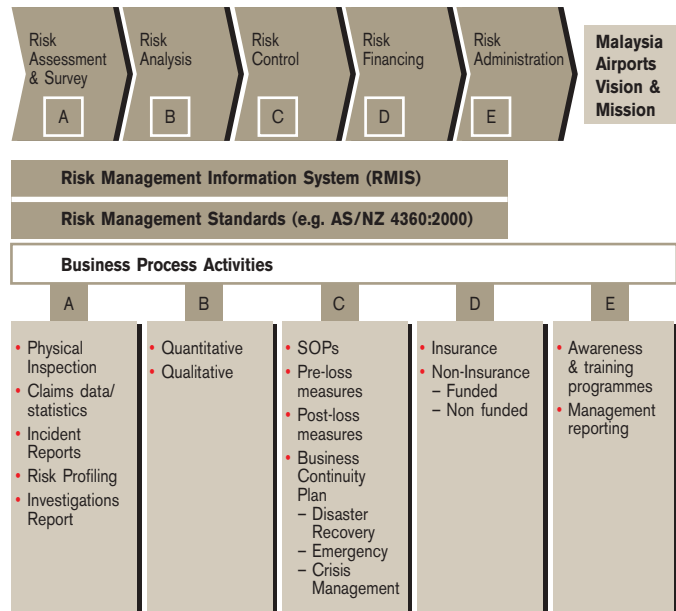 Risk
Assessment
& Survey
A
Risk
Analysis
B
Risk
Control
C
Risk
Financing
D
Risk
Administration
E
Malaysia
Airports
Vision &
Mission
Risk Management Information System (RMIS)
Risk Management Standards (e.g. AS/NZ 4360:2000)
Business Process Activities
A
• Physical
Inspection
• Claims data/
statistics
• Incident
Reports
• Risk Profiling
• Investigations
Report
B
• Quantitative
• Qualitative
C
• SOPs
• Pre-loss
measures
• Post-loss
measures
• Business
Continuity
Plan
– Disaster
Recovery
– Emergency
– Crisis
Management
D
• Insurance
• Non-Insurance
– Funded
– Non funded
E
• Awareness
& training
programmes
• Management
reporting